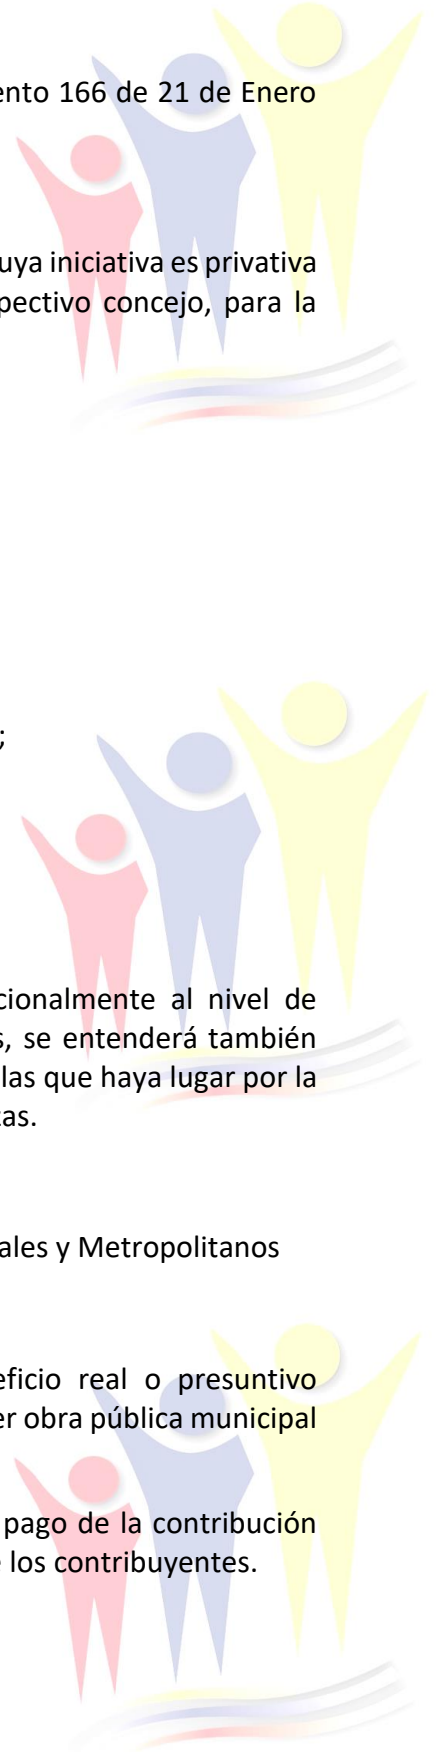 ento 166 de 21 de Enero
uya iniciativa es privativa
pectivo concejo, para la
;
cionalmente al nivel de
s, se entenderá también
las que haya lugar por la
tas.
ales y Metropolitanos
eficio real o presuntivo
er obra pública municipal
pago de la contribución
e los contribuyentes.